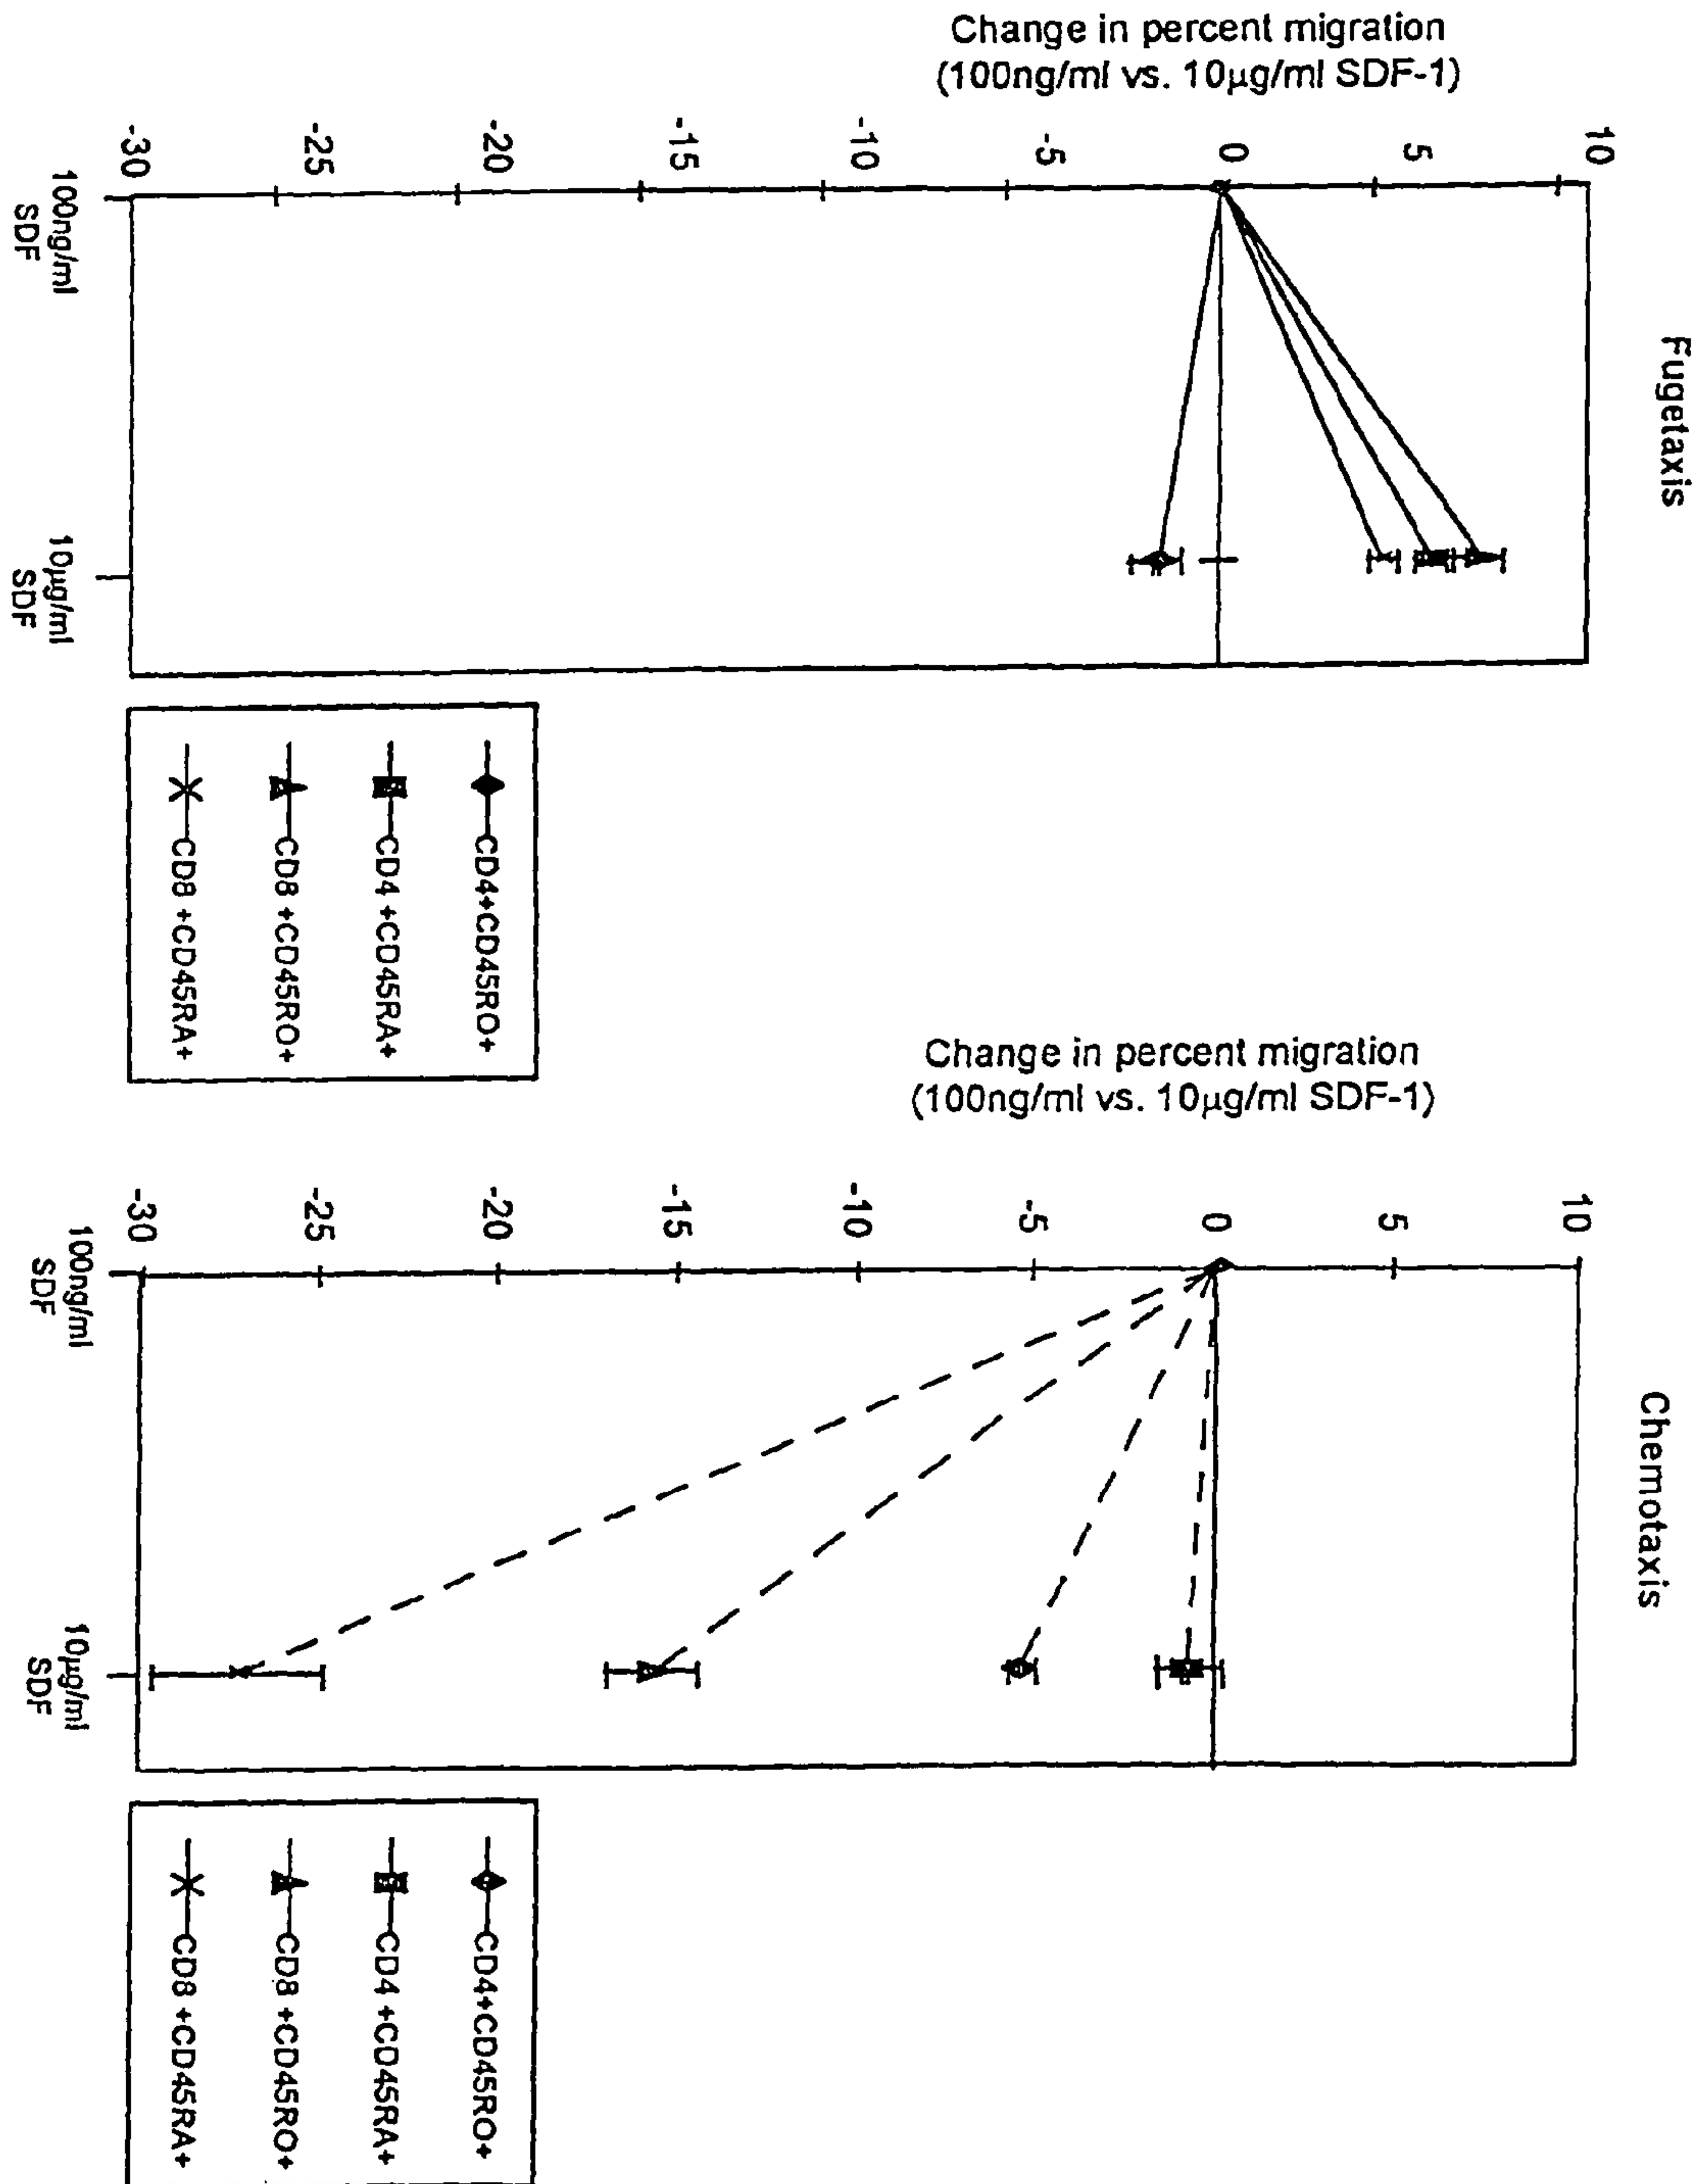 Fugetaxis
Change in percent migration
(100ng/ml vs. 10µg/ml SDF-1)
10
5
0
-5
-10
-15
-20
-25
-30
100ng/ml
SDF
10µg/ml
SDF
CD4+CD45RO+
CD4 +CD45RA+
CD8 +CD45RO+
CD8 +CD45RA+
Chemotaxis
Change in percent migration
(100ng/ml vs. 10µg/ml SDF-1)
10
5
0
-5
-10
-15
-20
-25
-30
100ng/ml
SDF
10µg/ml
SDF
CD4+CD45RO+
CD4 +CD45RA+
CD8 +CD45RO+
CD8 +CD45RA+